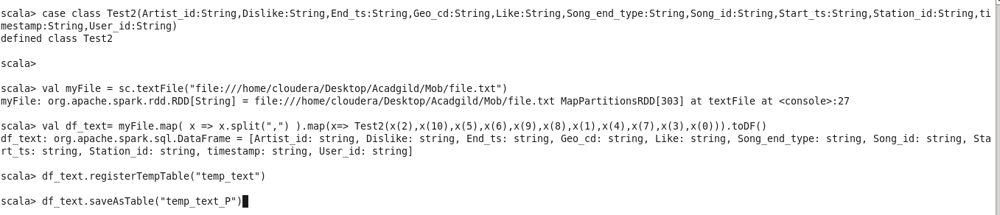 scala> case class Test2(Artist_id:String,Dislike:String,End_ts:String,Geo_cd:String,Like:String,Song_end_type:String,Song_id:String,Start_ts:String,Station_id:String,ti
mestamp:String,User_id:String)
defined class Test2
scala>
scala> val myFile = sc.textFile("file:///home/cloudera/Desktop/Acadgild/Mob/file.txt")
myFile: org.apache.spark.rdd.RDD[String] = file:///home/cloudera/Desktop/Acadgild/Mob/file.txt MapPartitionsRDD[303] at textFile at <console>:27
scala> val df_text= myFile.map( x => x.split(",") ).map(x=> Test2(x(2),x(10),x(5),x(6),x(9),x(8),x(1),x(4),x(7),x(3),x(0))).toDF()
df_text: org.apache.spark.sql.DataFrame = [Artist_id: string, Dislike: string, End_ts: string, Geo_cd: string, Like: string, Song_end_type: string, Song_id: string, Sta
rt_ts: string, Station_id: string, timestamp: string, User_id: string]
scala> df_text.registerTempTable("temp_text")
scala> df_text.saveAsTable("temp_text_P")